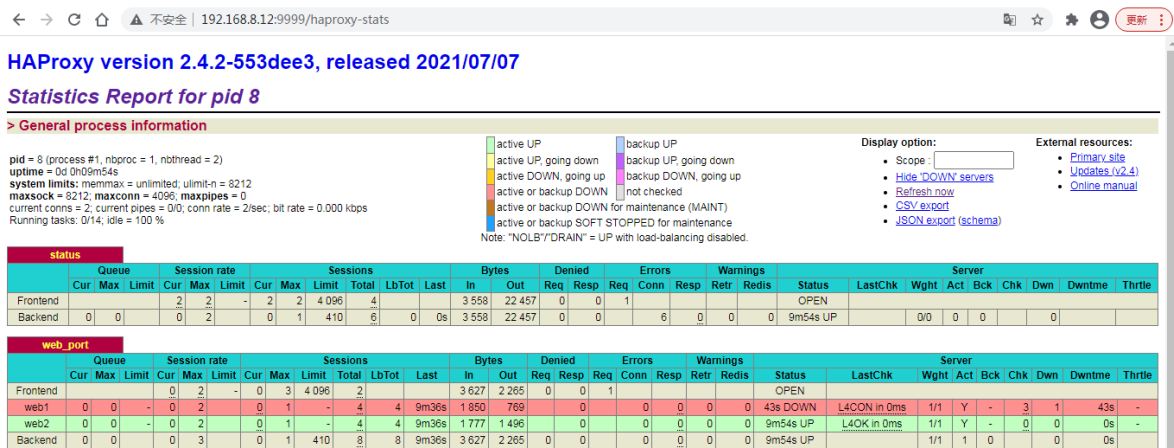 不安全 | 192.168.8.12:9999/haproxy-stats 更新
HAProxy version 2.4.2-553dee3, released 2021/07/07
Statistics Report for pid 8
> General process information
pid = 8 (process #1, nbproc = 1, nbthread = 2)
uptime = 0d 0h09m54s
system limits: memmax = unlimited; ulimit-n = 8212
maxsock = 8212; maxconn = 4096; maxpipes = 0
current conns = 2; current pipes = 0/0; conn rate = 2/sec; bit rate = 0.000 kbps
Running tasks: 0/14; idle = 100 %
active UP backup UP
active UP, going down backup UP, going down
active DOWN, going up backup DOWN, going up
active or backup DOWN not checked
active or backup DOWN for maintenance (MAINT)
active or backup SOFT STOPPED for maintenance
Note: "NOLB"/"DRAIN" = UP with load-balancing disabled.
Display option:
Scope :
Hide 'DOWN' servers
Refresh now
CSV export
JSON export (schema)
External resources:
Primary site
Updates (v2.4)
Online manual
status
Queue Session rate Sessions Bytes Denied Errors Warnings Server
Cur Max Limit Cur Max Limit Cur Max Limit Total LbTot Last In Out Req Resp Req Conn Resp Retr Redis Status LastChk Wght Act Bck Chk Dwn Dwntme Thrtle
Frontend 2 2 - 2 2 4 096 4 3 558 22 457 0 0 1 OPEN
Backend 0 0 0 2 0 1 410 6 0 0s 3 558 22 457 0 0 6 0 0 0 9m54s UP 0/0 0 0 0
web_port
Queue Session rate Sessions Bytes Denied Errors Warnings Server
Cur Max Limit Cur Max Limit Cur Max Limit Total LbTot Last In Out Req Resp Req Conn Resp Retr Redis Status LastChk Wght Act Bck Chk Dwn Dwntme Thrtle
Frontend 0 2 - 0 3 4 096 2 3 627 2 265 0 0 1 OPEN
web1 0 0 - 0 2 0 1 - 4 4 9m36s 1 850 769 0 0 0 0 0 43s DOWN L4CON in 0ms 1/1 Y - 3 1 43s -
web2 0 0 - 0 2 0 1 - 4 4 9m36s 1 777 1 496 0 0 0 0 0 9m54s UP L4OK in 0ms 1/1 Y - 0 0 0s -
Backend 0 0 0 3 0 1 410 8 8 9m36s 3 627 2 265 0 0 0 0 0 0 9m54s UP 1/1 1 0 0 0s